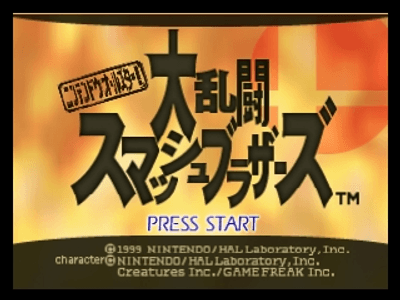 ニンテンドウオールスター!
大乱闘
スマッシュブラザーズ™
PRESS START
©1999 NINTENDO/HAL Laboratory, Inc.
character©NINTENDO/HAL Laboratory, Inc.
Creatures Inc./GAME FREAK Inc.